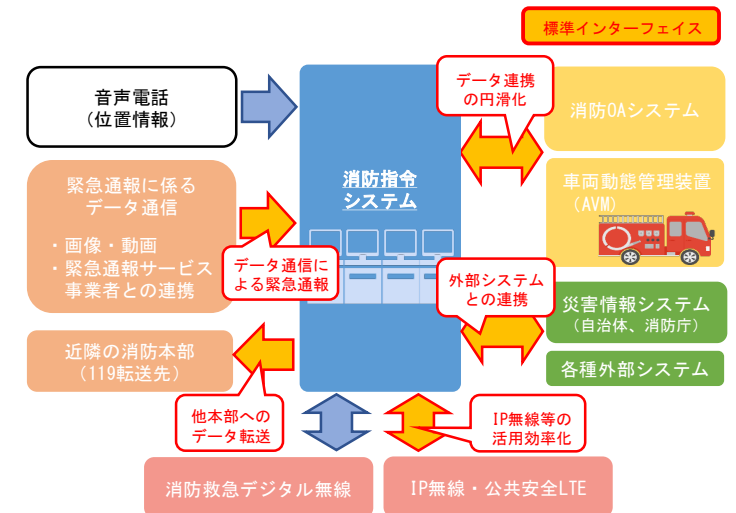 標準インターフェイス
音声電話
（位置情報）
データ連携
の円滑化
消防OAシステム
緊急通報に係る
データ通信
・画像・動画
・緊急通報サービス
事業者との連携
消防指令
システム
車両動態管理装置
（AVM）
データ通信に
よる緊急通報
外部システム
との連携
災害情報システム
（自治体、消防庁）
近隣の消防本部
（119転送先）
各種外部システム
他本部への
データ転送
IP無線等の
活用効率化
消防救急デジタル無線
IP無線・公共安全LTE